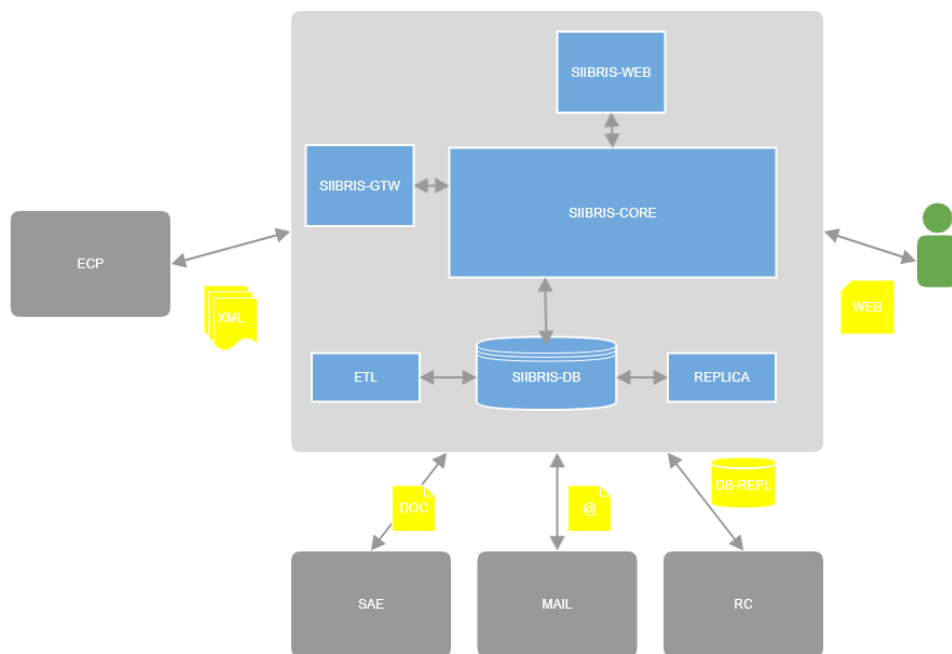 SIIBRIS-WEB
SIIBRIS-GTW
SIIBRIS-CORE
ECP
XML
WEB
ETL
SIIBRIS-DB
REPLICA
DOC
@
DB-REPL
SAE
MAIL
RC